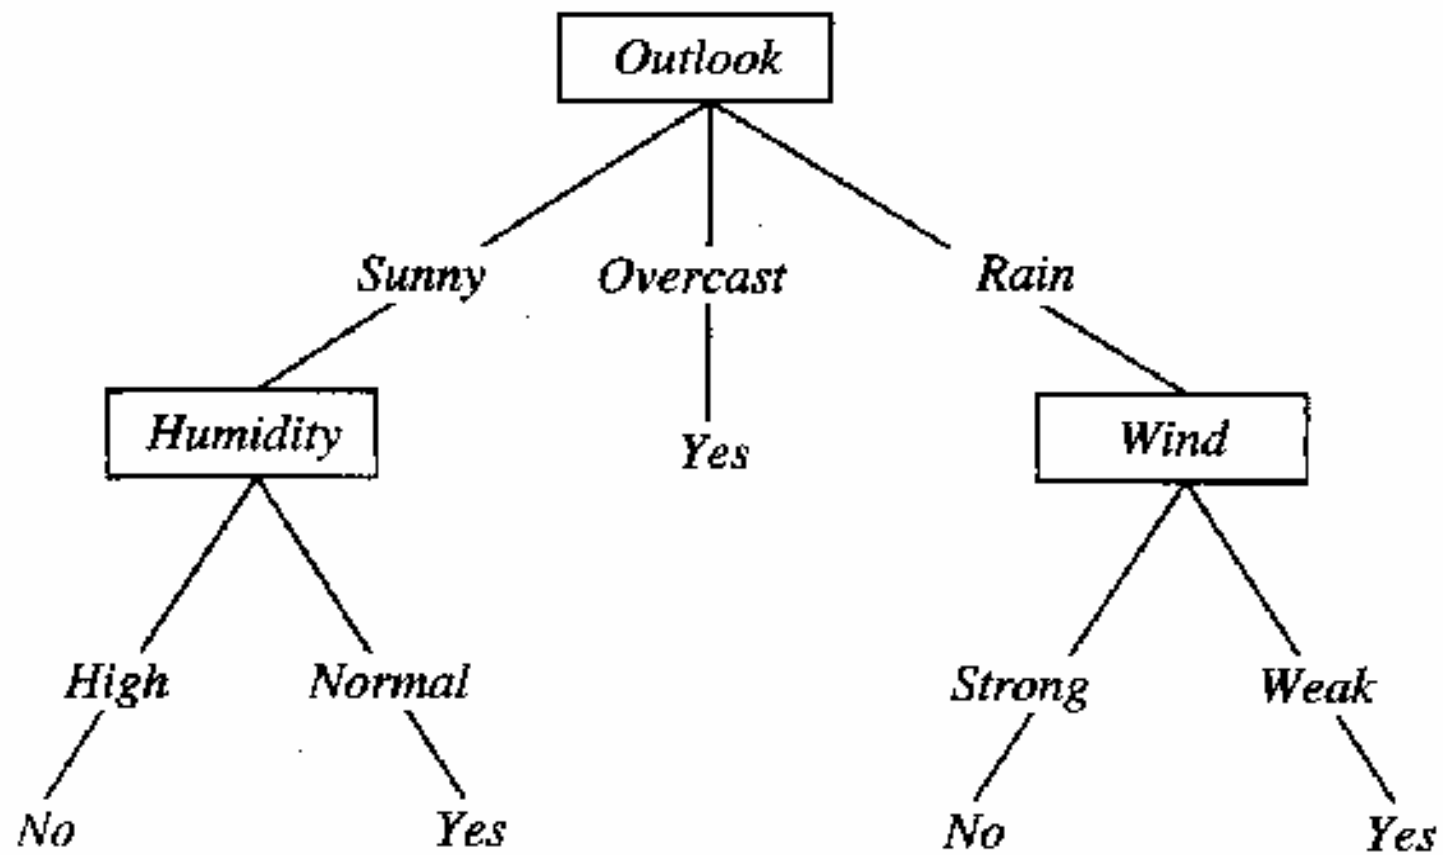 Outlook
Sunny Overcast Rain
Humidity Yes Wind
High Normal Strong Weak
No Yes No Yes